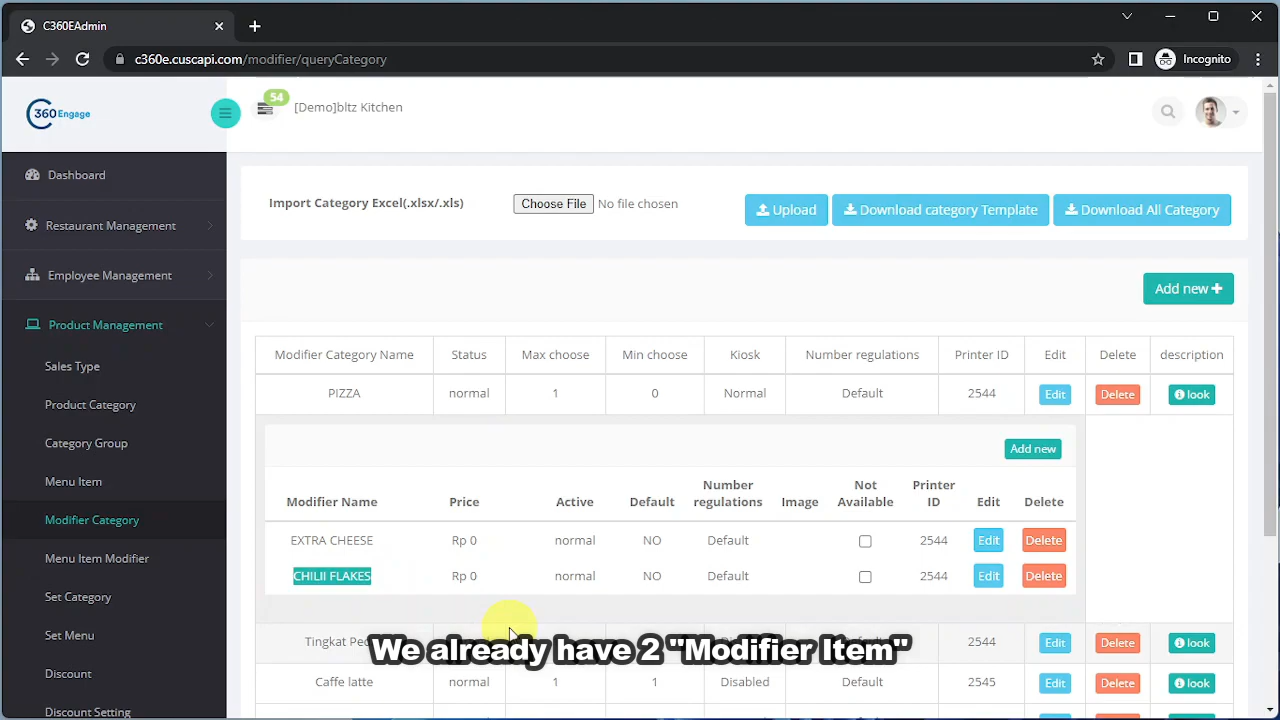 C360EAdmin
c360e.cuscapi.com/modifier/queryCategory
Incognito
360 Engage
54
[Demo]bltz Kitchen
Dashboard
Restaurant Management
Employee Management
Product Management
Sales Type
Product Category
Category Group
Menu Item
Modifier Category
Menu Item Modifier
Set Category
Set Menu
Discount
Discount Setting
Import Category Excel(.xlsx/.xls)
Choose File No file chosen
Upload
Download category Template
Download All Category
Add new
Modifier Category Name Status Max choose Min choose Kiosk Number regulations Printer ID Edit Delete description
PIZZA normal 1 0 Normal Default 2544 Edit Delete look
Add new
Modifier Name Price Active Default Number regulations Image Not Available Printer ID Edit Delete
EXTRA CHEESE Rp 0 normal NO Default 2544 Edit Delete
CHILII FLAKES Rp 0 normal NO Default 2544 Edit Delete
Tingkat 2544 Edit Delete look
We already have 2 "Modifier Item"
Caffe latte normal 1 1 Disabled Default 2545 Edit Delete look